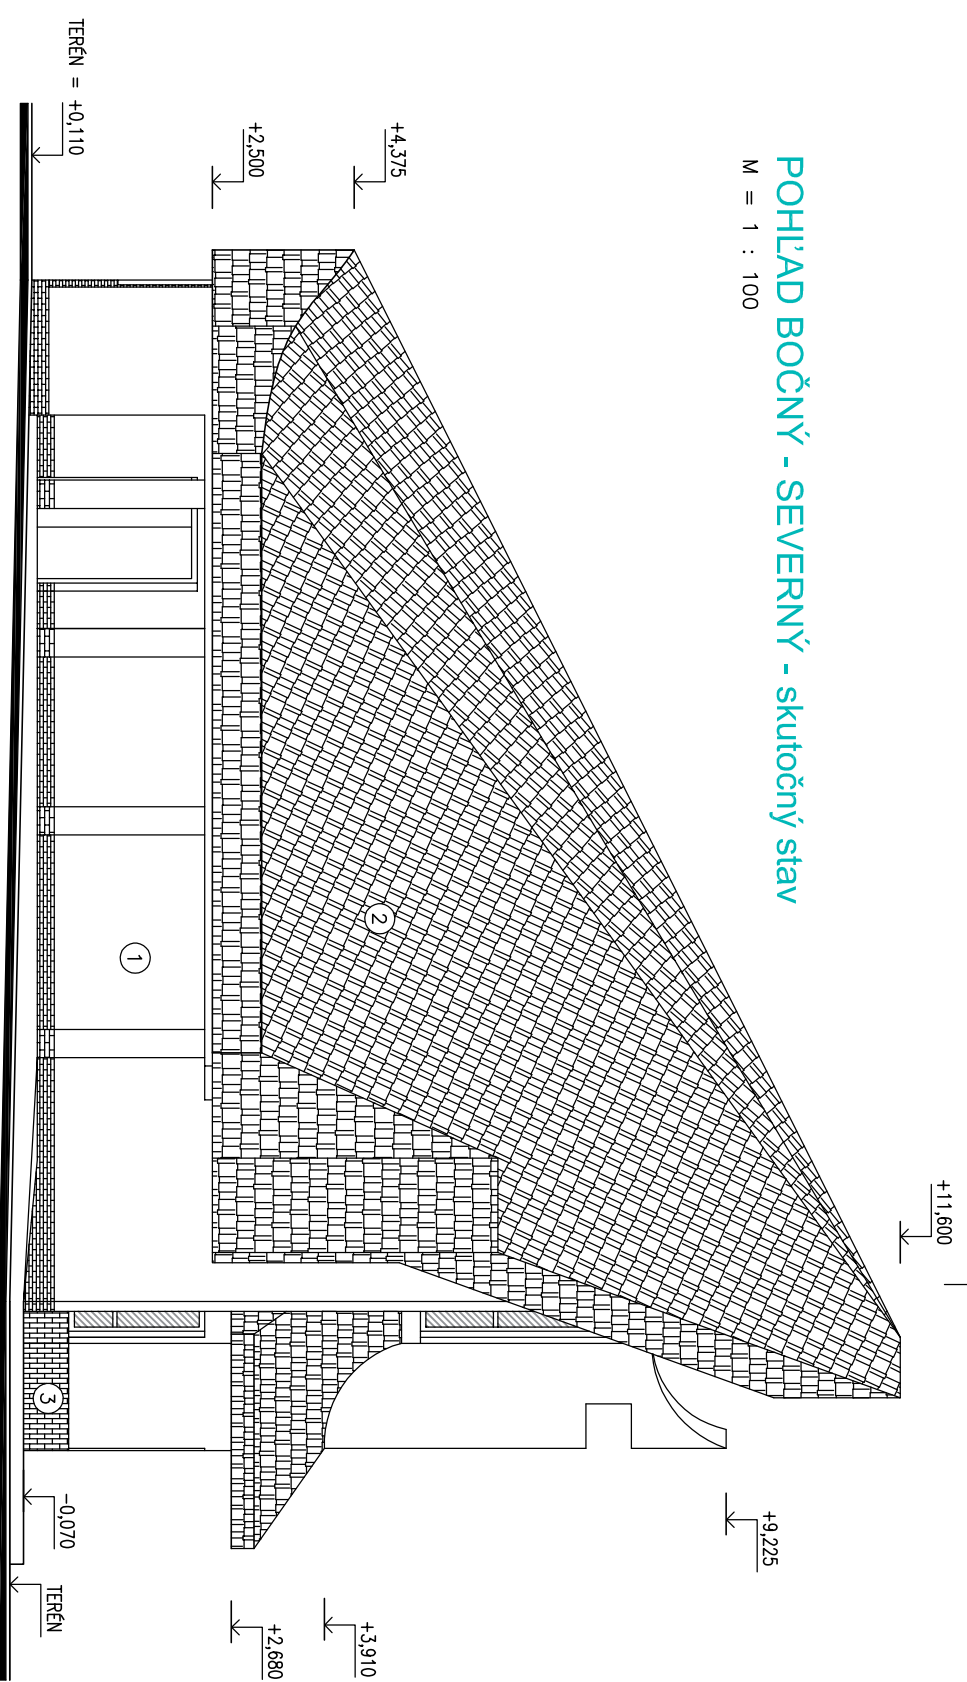 POHĽAD BOČNÝ - SEVERNÝ - skutočný stav
M = 1 : 100
+11,600
+9,225
+4,375
+3,910
+2,500
+2,680
TERÉN = +0,110
-0,070
TERÉN
1
2
3